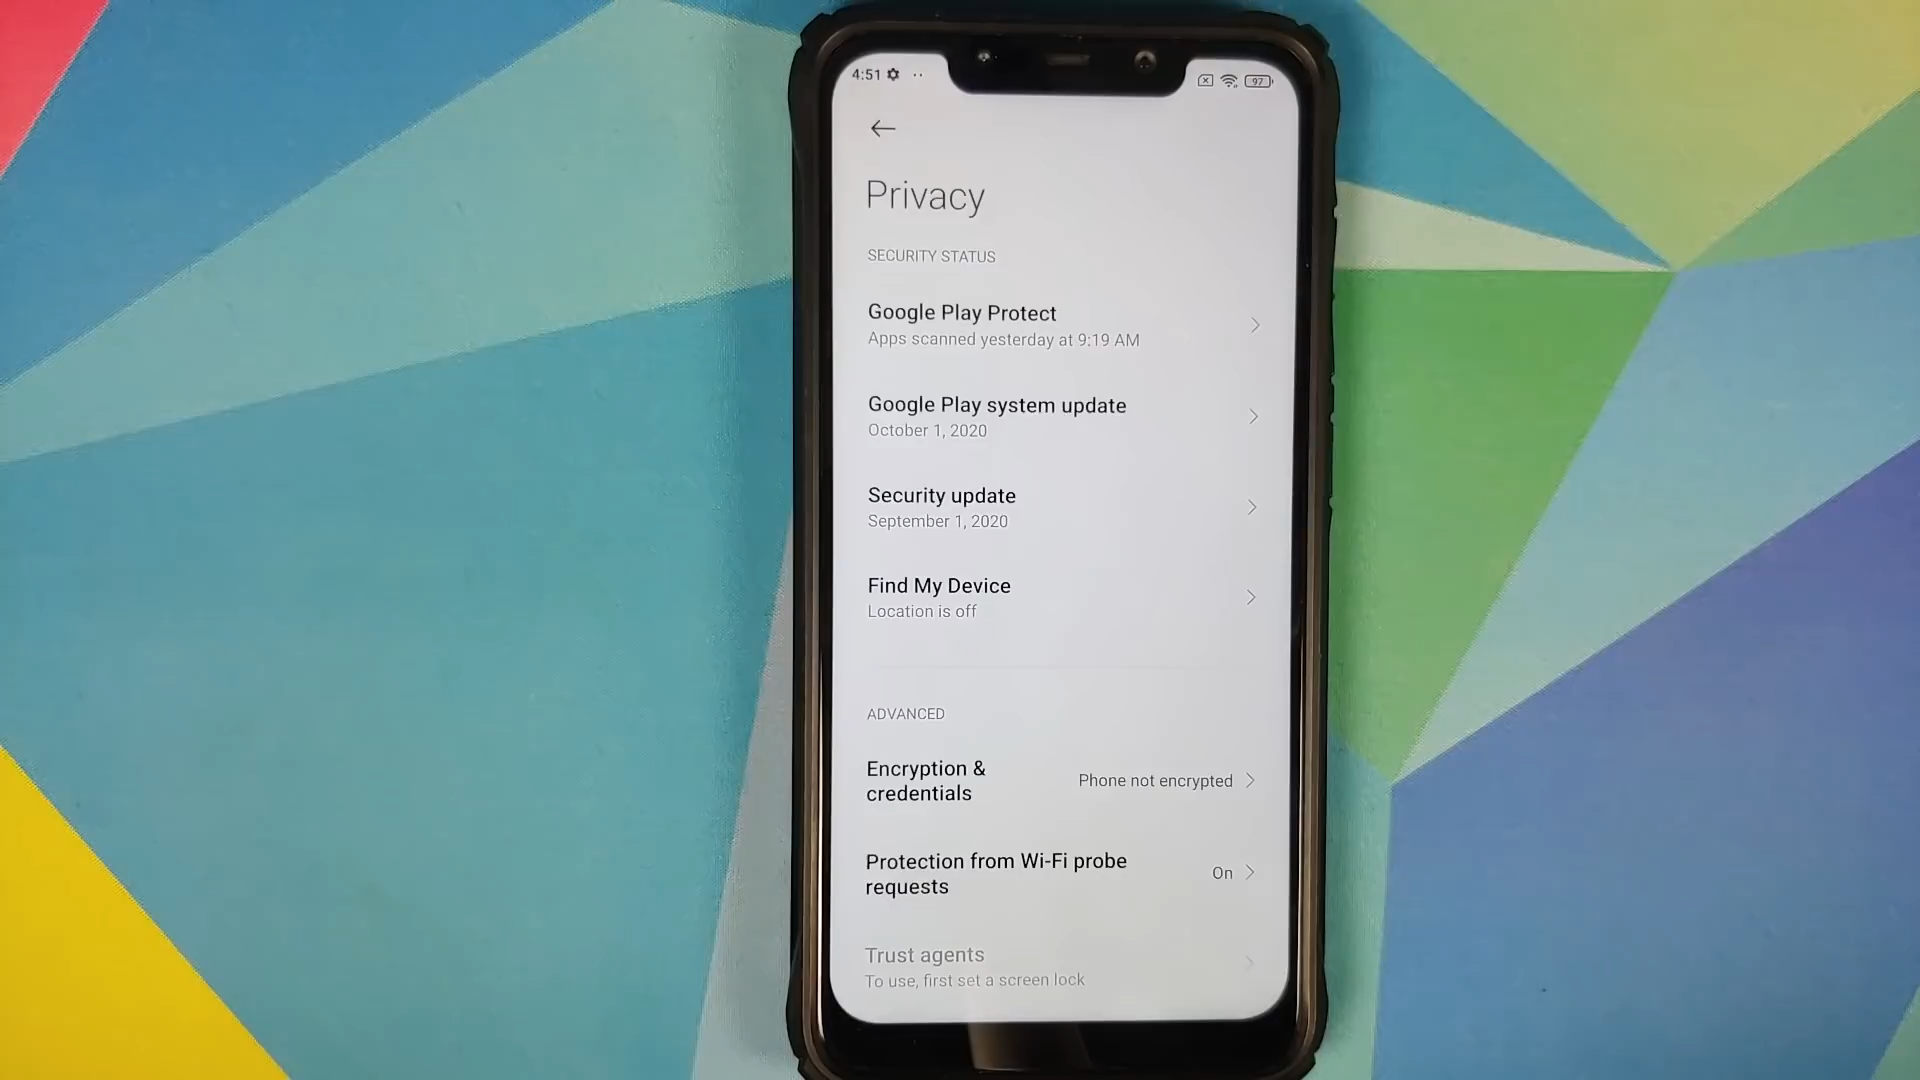 4:51
97
Privacy
SECURITY STATUS
Google Play Protect
Apps scanned yesterday at 9:19 AM
Google Play system update
October 1, 2020
Security update
September 1, 2020
Find My Device
Location is off
ADVANCED
Encryption &
credentials
Phone not encrypted
Protection from Wi-Fi probe
requests
On
Trust agents
To use, first set a screen lock